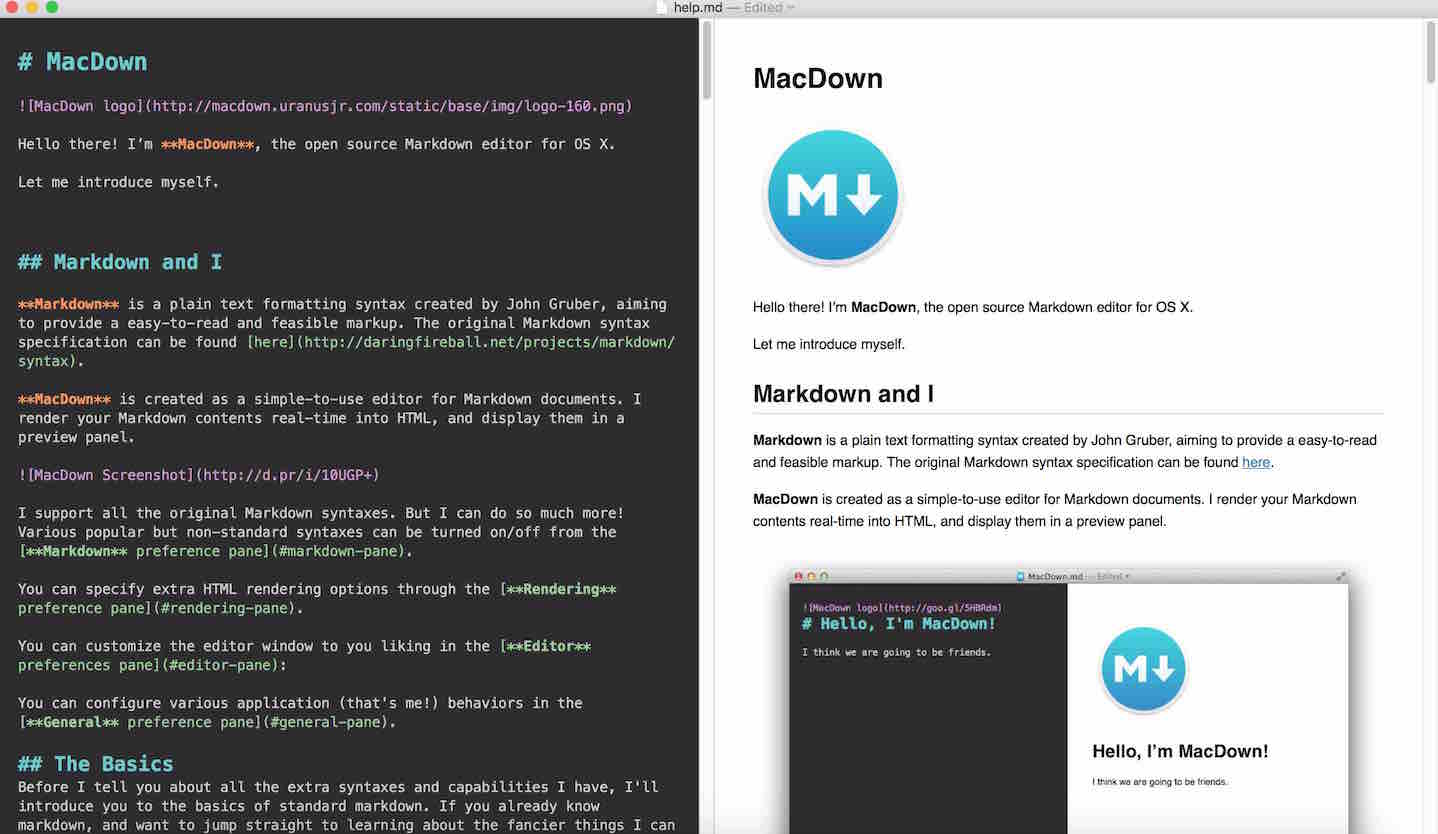 help.md — Edited
# MacDown
![MacDown logo](http://macdown.uranusjr.com/static/base/img/logo-160.png)
Hello there! I’m **MacDown**, the open source Markdown editor for OS X.
Let me introduce myself.
## Markdown and I
**Markdown** is a plain text formatting syntax created by John Gruber, aiming
to provide a easy-to-read and feasible markup. The original Markdown syntax
specification can be found [here](http://daringfireball.net/projects/markdown/
syntax).
**MacDown** is created as a simple-to-use editor for Markdown documents. I
render your Markdown contents real-time into HTML, and display them in a
preview panel.
![MacDown Screenshot](http://d.pr/i/10UGP+)
I support all the original Markdown syntaxes. But I can do so much more!
Various popular but non-standard syntaxes can be turned on/off from the
[**Markdown** preference pane](#markdown-pane).
You can specify extra HTML rendering options through the [**Rendering**
preference pane](#rendering-pane).
You can customize the editor window to you liking in the [**Editor**
preferences pane](#editor-pane):
You can configure various application (that's me!) behaviors in the
[**General** preference pane](#general-pane).
## The Basics
Before I tell you about all the extra syntaxes and capabilities I have, I'll
introduce you to the basics of standard markdown. If you already know
markdown, and want to jump straight to learning about the fancier things I can
MacDown
M
Hello there! I’m MacDown, the open source Markdown editor for OS X.
Let me introduce myself.
Markdown and I
Markdown is a plain text formatting syntax created by John Gruber, aiming to provide a easy-to-read
and feasible markup. The original Markdown syntax specification can be found here.
MacDown is created as a simple-to-use editor for Markdown documents. I render your Markdown
contents real-time into HTML, and display them in a preview panel.
MacDown.md — Edited
![MacDown logo](http://goo.gl/5HBRdm)
# Hello, I'm MacDown!
I think we are going to be friends.
M
Hello, I’m MacDown!
I think we are going to be friends.